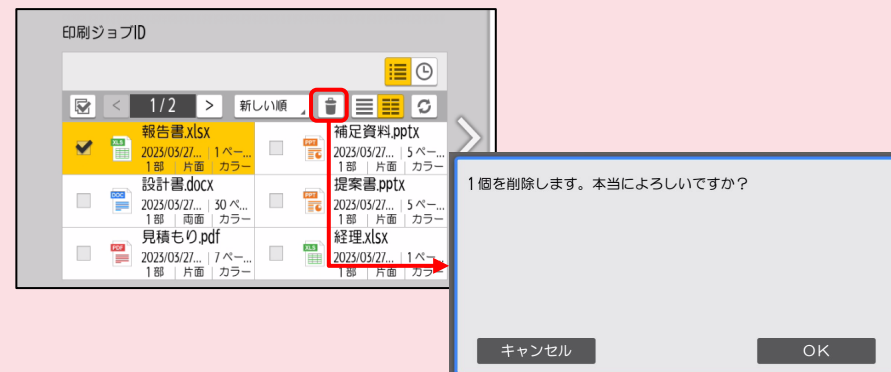 印刷ジョブID
1/2
新しい順
報告書.xlsx
XLS
2023/03/27... | 1 ペー...
1部 | 片面 | カラー
補足資料.pptx
PPT
2023/03/27... | 5 ペー...
1部 | 片面 | カラー
設計書.docx
DOC
2023/03/27... | 30 ペ...
1部 | 両面 | カラー
提案書.pptx
PPT
2023/03/27... | 5 ペー...
1部 | 片面 | カラー
見積もり.pdf
PDF
2023/03/27... | 7 ペー...
1部 | 片面 | カラー
経理.xlsx
XLS
2023/03/27... | 1 ペー
1部 | 片面 | カラー
1個を削除します。本当によろしいですか?
キャンセル
OK